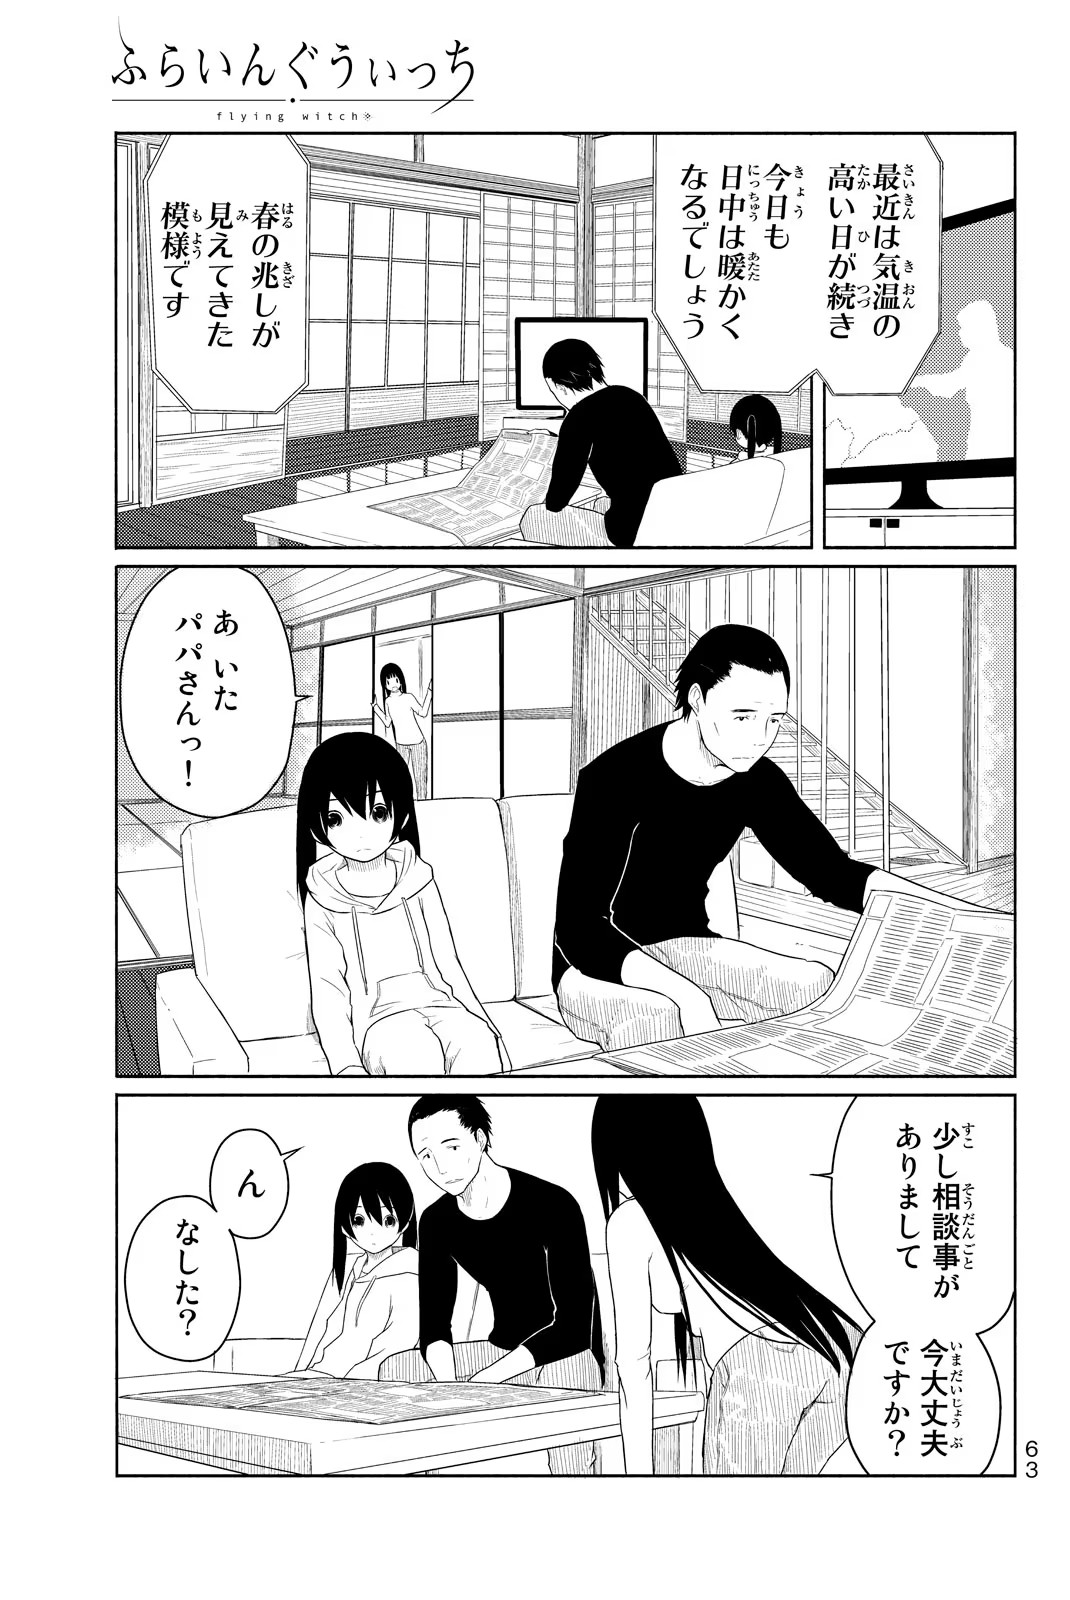 ふらいんぐうぃっち
flying witch
最近は気温の
高い日が続き
今日も
日中は暖かく
なるでしょう
春の兆しが
見えてきた
模様です
あ いた
パパさんっ!
少し相談事が
ありまして
今大丈夫
ですか?
ん
なした?
63